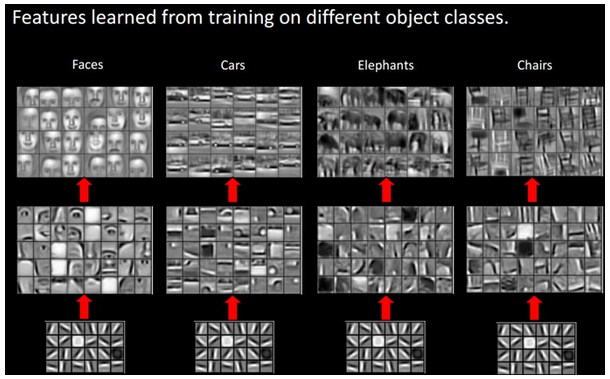 Features learned from training on different object classes.
Faces
Cars
Elephants
Chairs